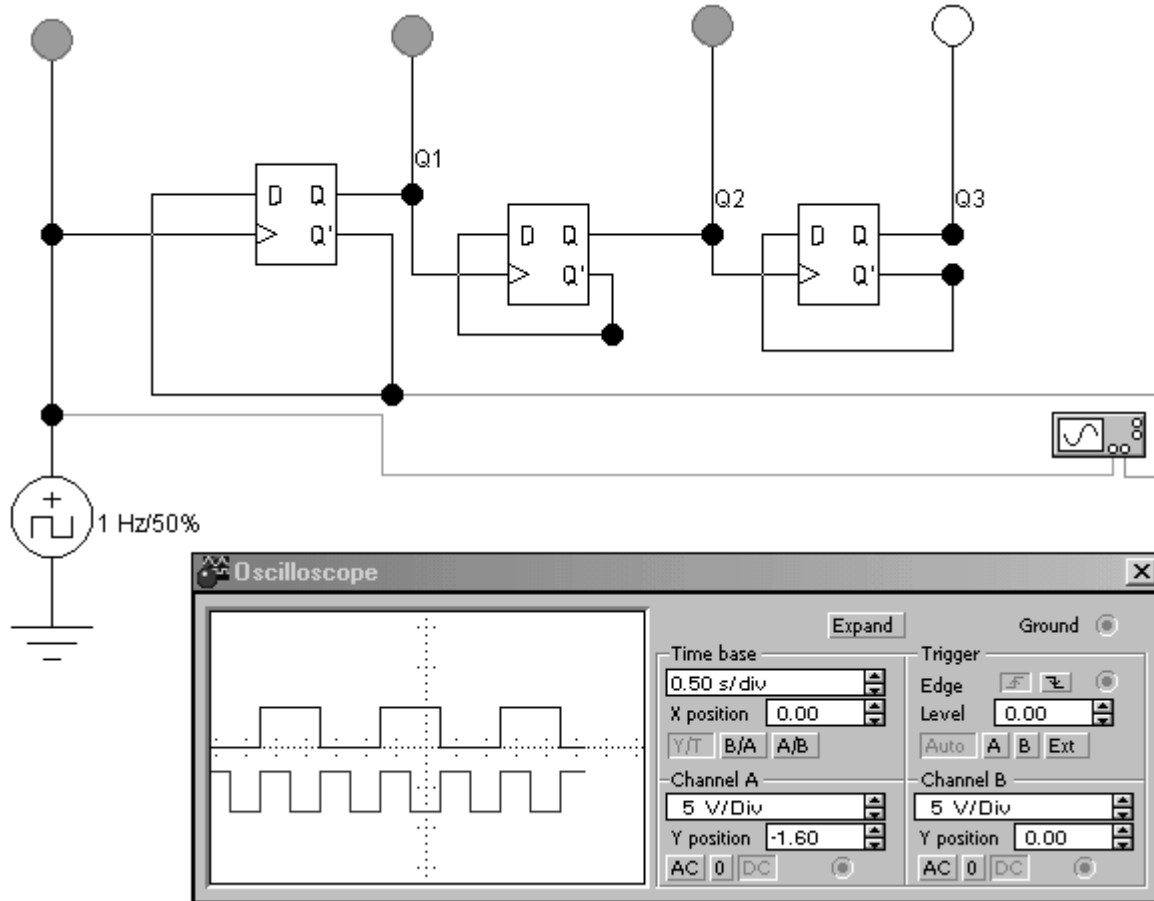 Q1
Q2
Q3
D Q
Q'
D Q
Q'
D Q
Q'
1 Hz/50%
Oscilloscope
Expand
Ground
Time base
0.50 s/div
X position 0.00
Y/T B/A A/B
Trigger
Edge
Level 0.00
Auto A B Ext
Channel A
5 V/Div
Y position -1.60
AC 0 DC
Channel B
5 V/Div
Y position 0.00
AC 0 DC